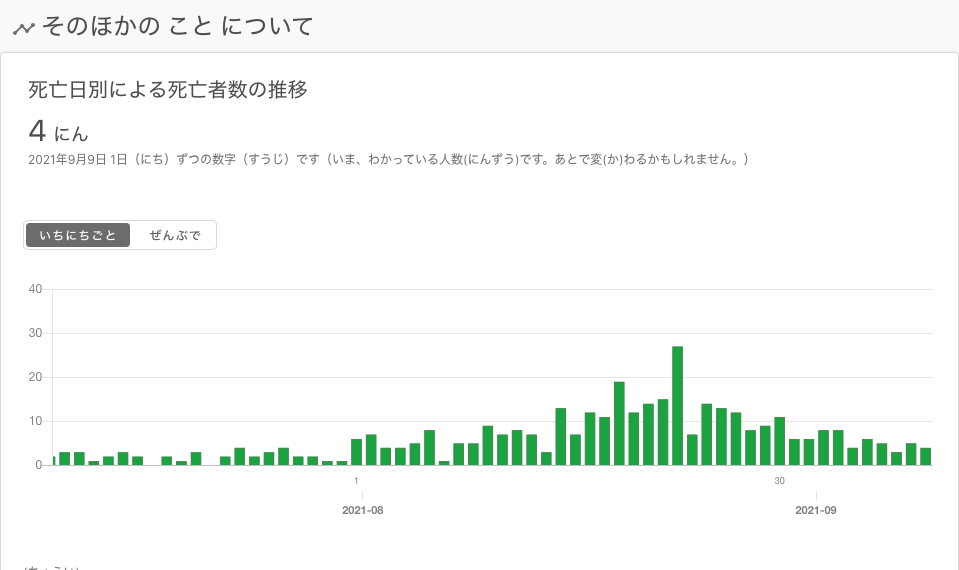 そのほかの こと について
死亡日別による死亡者数の推移
4 にん
2021年9月9日 1日（にち）ずつの数字（すうじ）です（いま、わかっている人数(にんずう)です。あとで変(か)わるかもしれません。）
いちにちごと ぜんぶで
40
30
20
10
0
1 30
2021-08 2021-09